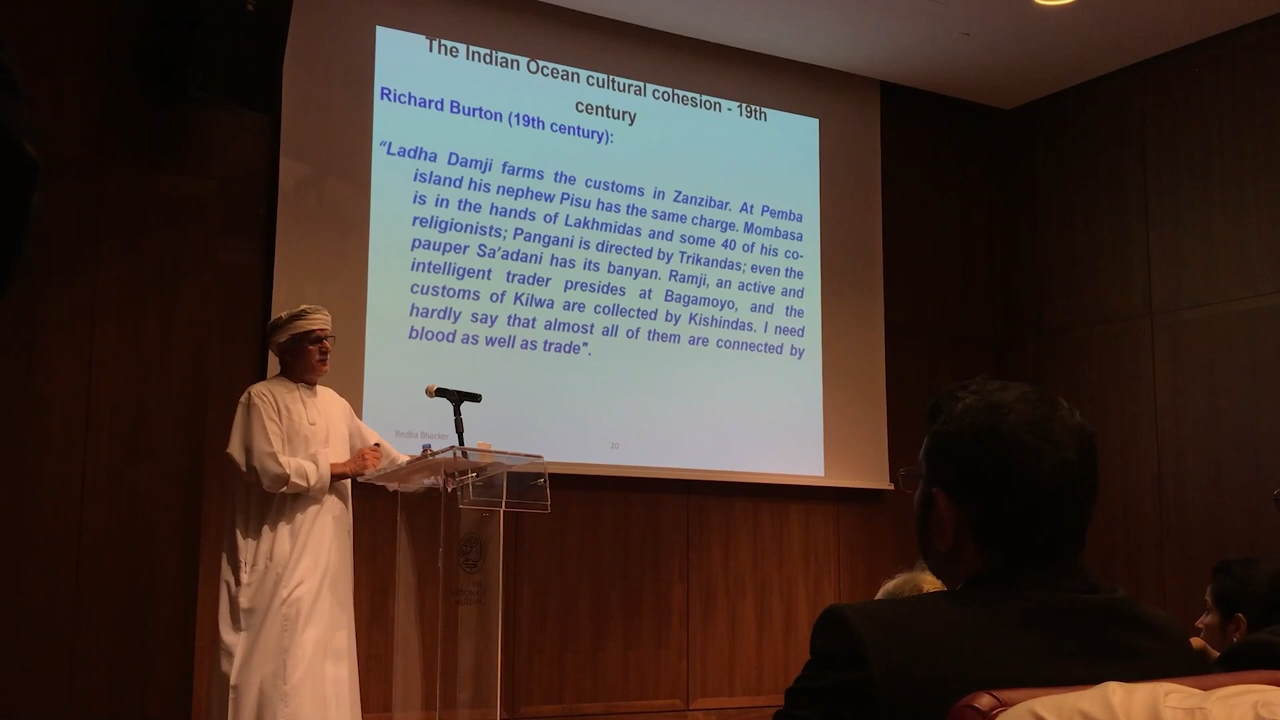 The Indian Ocean cultural cohesion - 19th
century
Richard Burton (19th century):
“Ladha Damji farms the customs in Zanzibar. At Pemba
island his nephew Pisu has the same charge. Mombasa
is in the hands of Lakhmidas and some 40 of his co-
religionists; Pangani is directed by Trikandas; even the
pauper Sa’adani has its banyan. Ramji, an active and
intelligent trader presides at Bagamoyo, and the
customs of Kilwa are collected by Kishindas. I need
hardly say that almost all of them are connected by
blood as well as trade".
Redha Bhacker
20
THE
NATIONAL
MUSEUM